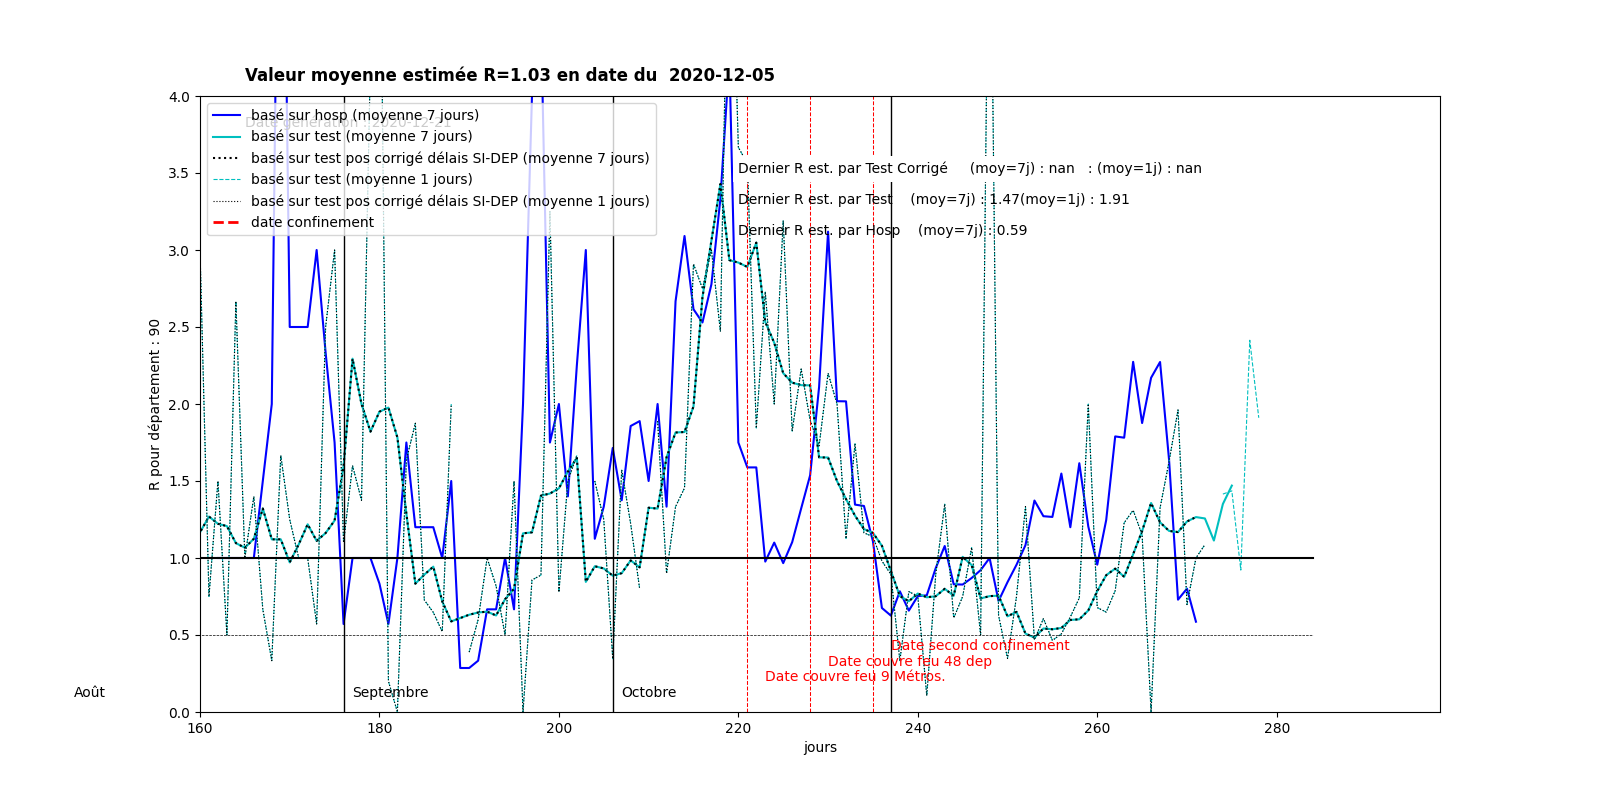 Valeur moyenne estimée R=1.03 en date du  2020-12-05
4.0
3.5
3.0
2.5
2.0
1.5
1.0
0.5
0.0
R pour département : 90
basé sur hosp (moyenne 7 jours)
Date génération : 2020-12-21
basé sur test (moyenne 7 jours)
basé sur test pos corrigé délais SI-DEP (moyenne 7 jours)
basé sur test (moyenne 1 jours)
basé sur test pos corrigé délais SI-DEP (moyenne 1 jours)
date confinement
Dernier R est. par Test Corrigé     (moy=7j) : nan   : (moy=1j) : nan
Dernier R est. par Test    (moy=7j) : 1.47(moy=1j) : 1.91
Dernier R est. par Hosp    (moy=7j) : 0.59
Date second confinement
Date couvre feu 48 dep
Date couvre feu 9 Métros.
Août
Septembre
Octobre
160
180
200
220
240
260
280
jours